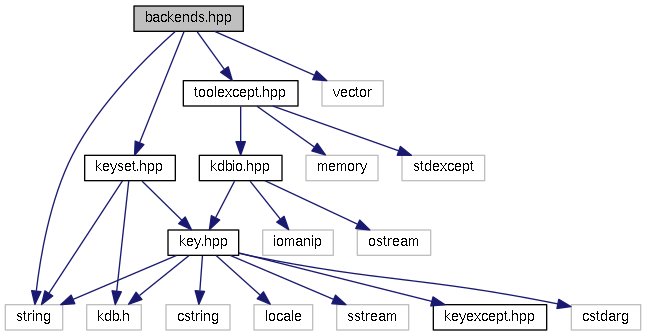 backends.hpp
toolexcept.hpp
vector
keyset.hpp
kdbio.hpp
memory
stdexcept
key.hpp
iomanip
ostream
string
kdb.h
cstring
locale
sstream
keyexcept.hpp
cstdarg